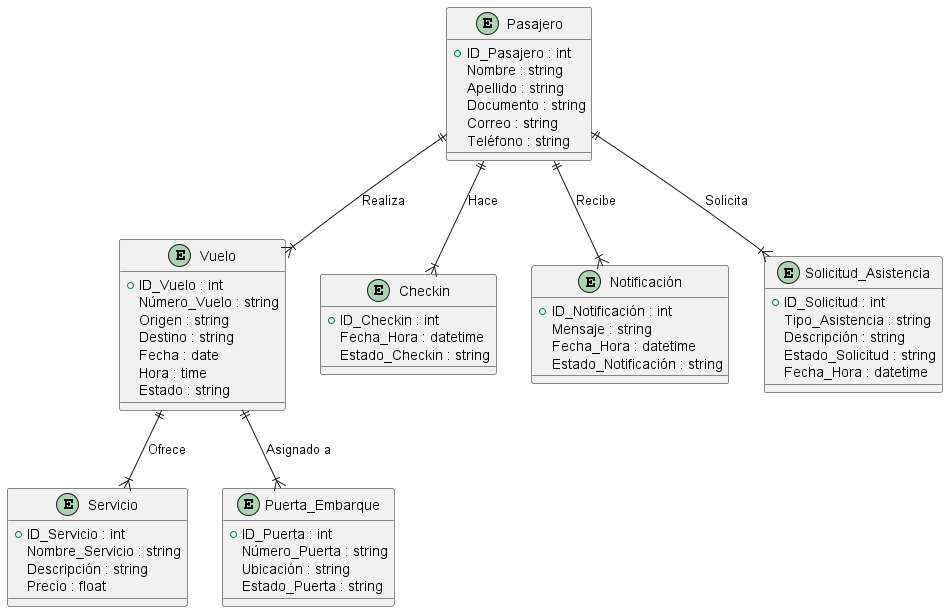 E Pasajero
ID_Pasajero : int
Nombre : string
Apellido : string
Documento : string
Correo : string
Teléfono : string
Realiza
Hace
Recibe
Solicita
E Vuelo
ID_Vuelo : int
Número_Vuelo : string
Origen : string
Destino : string
Fecha : date
Hora : time
Estado : string
E Checkin
ID_Checkin : int
Fecha_Hora : datetime
Estado_Checkin : string
E Notificación
ID_Notificación : int
Mensaje : string
Fecha_Hora : datetime
Estado_Notificación : string
E Solicitud_Asistencia
ID_Solicitud : int
Tipo_Asistencia : string
Descripción : string
Estado_Solicitud : string
Fecha_Hora : datetime
Ofrece
Asignado a
E Servicio
ID_Servicio : int
Nombre_Servicio : string
Descripción : string
Precio : float
E Puerta_Embarque
ID_Puerta : int
Número_Puerta : string
Ubicación : string
Estado_Puerta : string